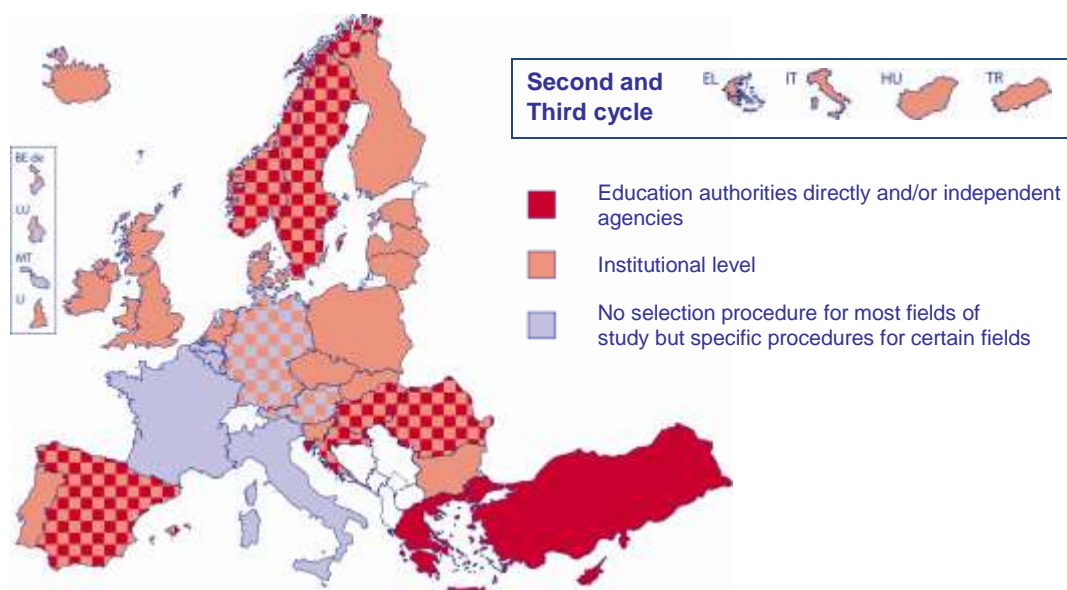 Second and
Third cycle
EL
IT
HU
TR
Education authorities directly and/or independent
agencies
Institutional level
No selection procedure for most fields of
study but specific procedures for certain fields
BE de
LU
MT
LI